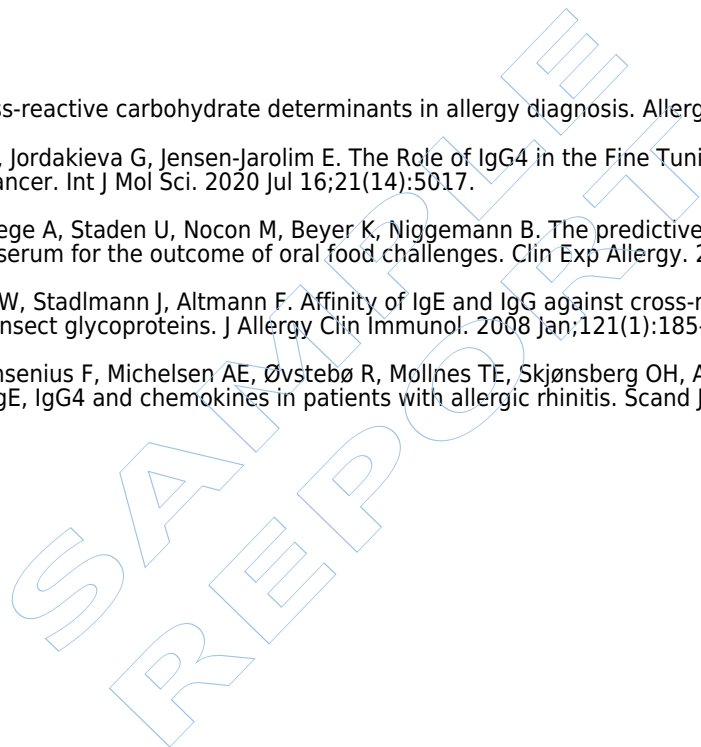 ss-reactive carbohydrate determinants in allergy diagnosis. Allerg
, Jordakieva G, Jensen-Jarolim E. The Role of IgG4 in the Fine Tuni
ancer. Int J Mol Sci. 2020 Jul 16;21(14):5017.
ege A, Staden U, Nocon M, Beyer K, Niggemann B. The predictive
serum for the outcome of oral food challenges. Clin Exp Allergy. 2
W, Stadlmann J, Altmann F. Affinity of IgE and IgG against cross-r
insect glycoproteins. J Allergy Clin Immunol. 2008 Jan;121(1):185-
nsenius F, Michelsen AE, Øvstebø R, Mollnes TE, Skjønsberg OH, A
gE, IgG4 and chemokines in patients with allergic rhinitis. Scand J
SAMPLE
REPORT